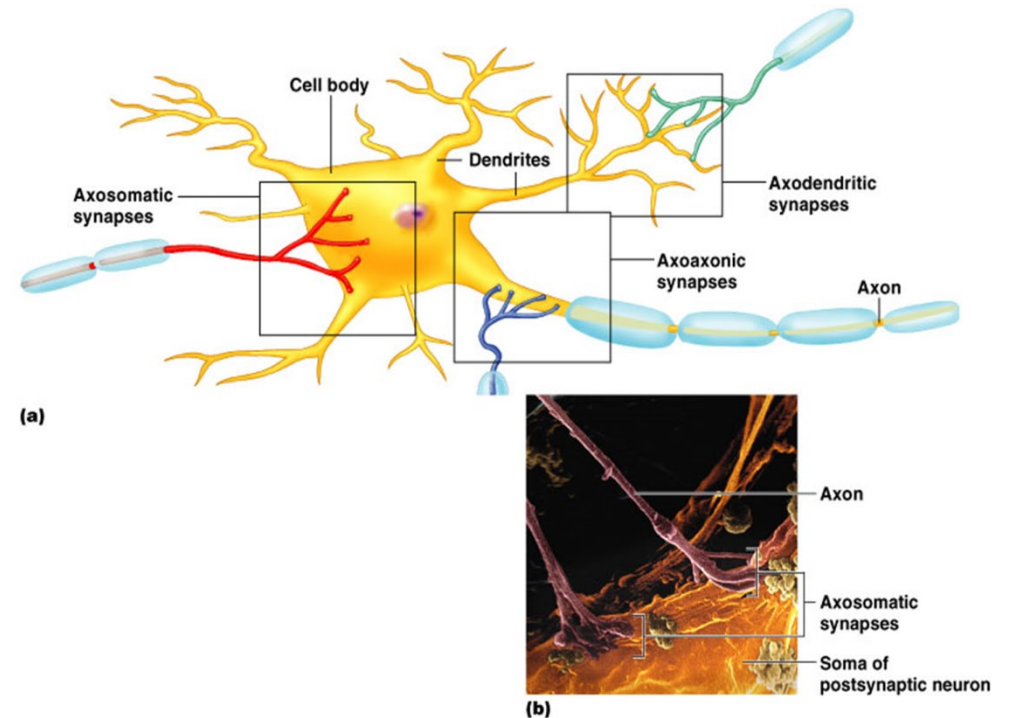 Cell body
Dendrites
Axosomatic
synapses
Axodendritic
synapses
Axoaxonic
synapses
Axon
(a)
Axon
Axosomatic
synapses
Soma of
postsynaptic neuron
(b)